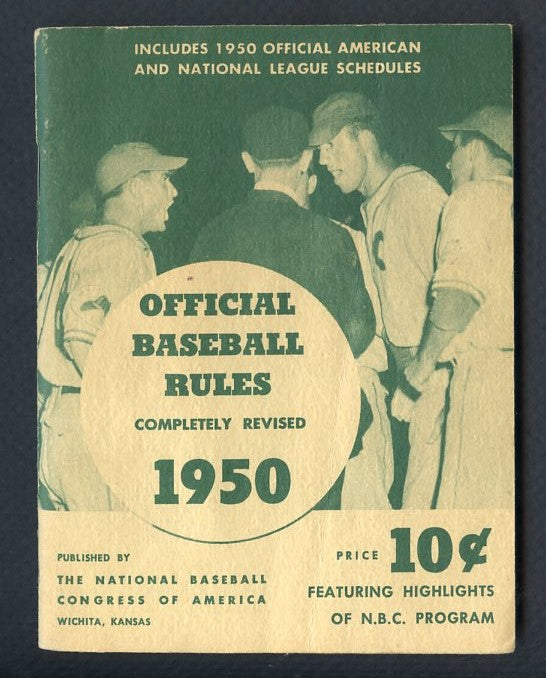 INCLUDES 1950 OFFICIAL AMERICAN
AND NATIONAL LEAGUE SCHEDULES
C
OFFICIAL
BASEBALL
RULES
COMPLETELY REVISED
1950
PUBLISHED BY
THE NATIONAL BASEBALL
CONGRESS OF AMERICA
WICHITA, KANSAS
PRICE 10¢
FEATURING HIGHLIGHTS
OF N.B.C. PROGRAM